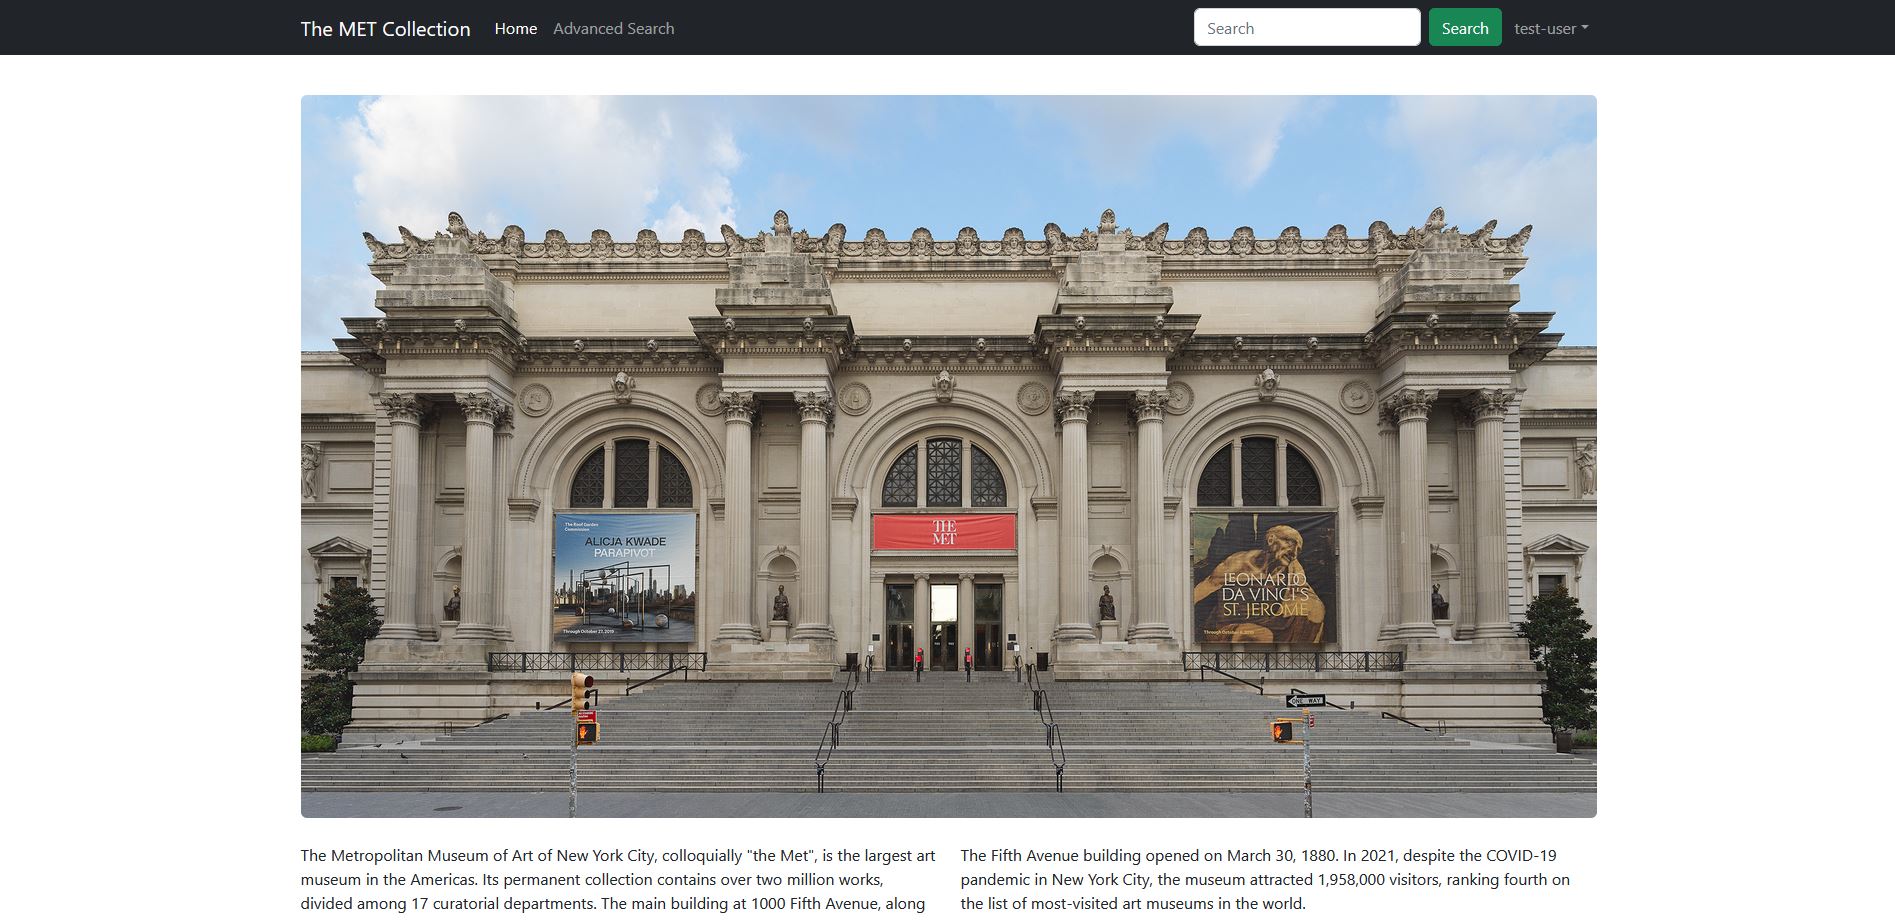 The MET Collection Home Advanced Search Search Search test-user
The Roof Garden
Commission
ALICJA KWADE
PARAPIVOT
Through October 27, 2019
THE
MET
LEONARDO
DA VINCI'S
ST. JEROME
Through October 6, 2019
ONE WAY
The Metropolitan Museum of Art of New York City, colloquially "the Met", is the largest art
museum in the Americas. Its permanent collection contains over two million works,
divided among 17 curatorial departments. The main building at 1000 Fifth Avenue, along
The Fifth Avenue building opened on March 30, 1880. In 2021, despite the COVID-19
pandemic in New York City, the museum attracted 1,958,000 visitors, ranking fourth on
the list of most-visited art museums in the world.